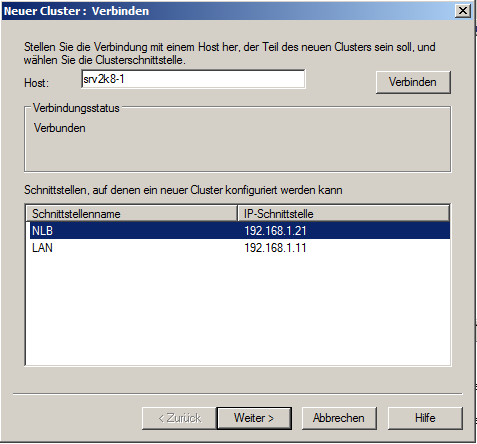 Neuer Cluster : Verbinden
Stellen Sie die Verbindung mit einem Host her, der Teil des neuen Clusters sein soll, und
wählen Sie die Clusterschnittstelle.
Host: srv2k8-1 Verbinden
Verbindungsstatus
Verbunden
Schnittstellen, auf denen ein neuer Cluster konfiguriert werden kann
Schnittstellenname IP-Schnittstelle
NLB 192.168.1.21
LAN 192.168.1.11
< Zurück Weiter > Abbrechen Hilfe